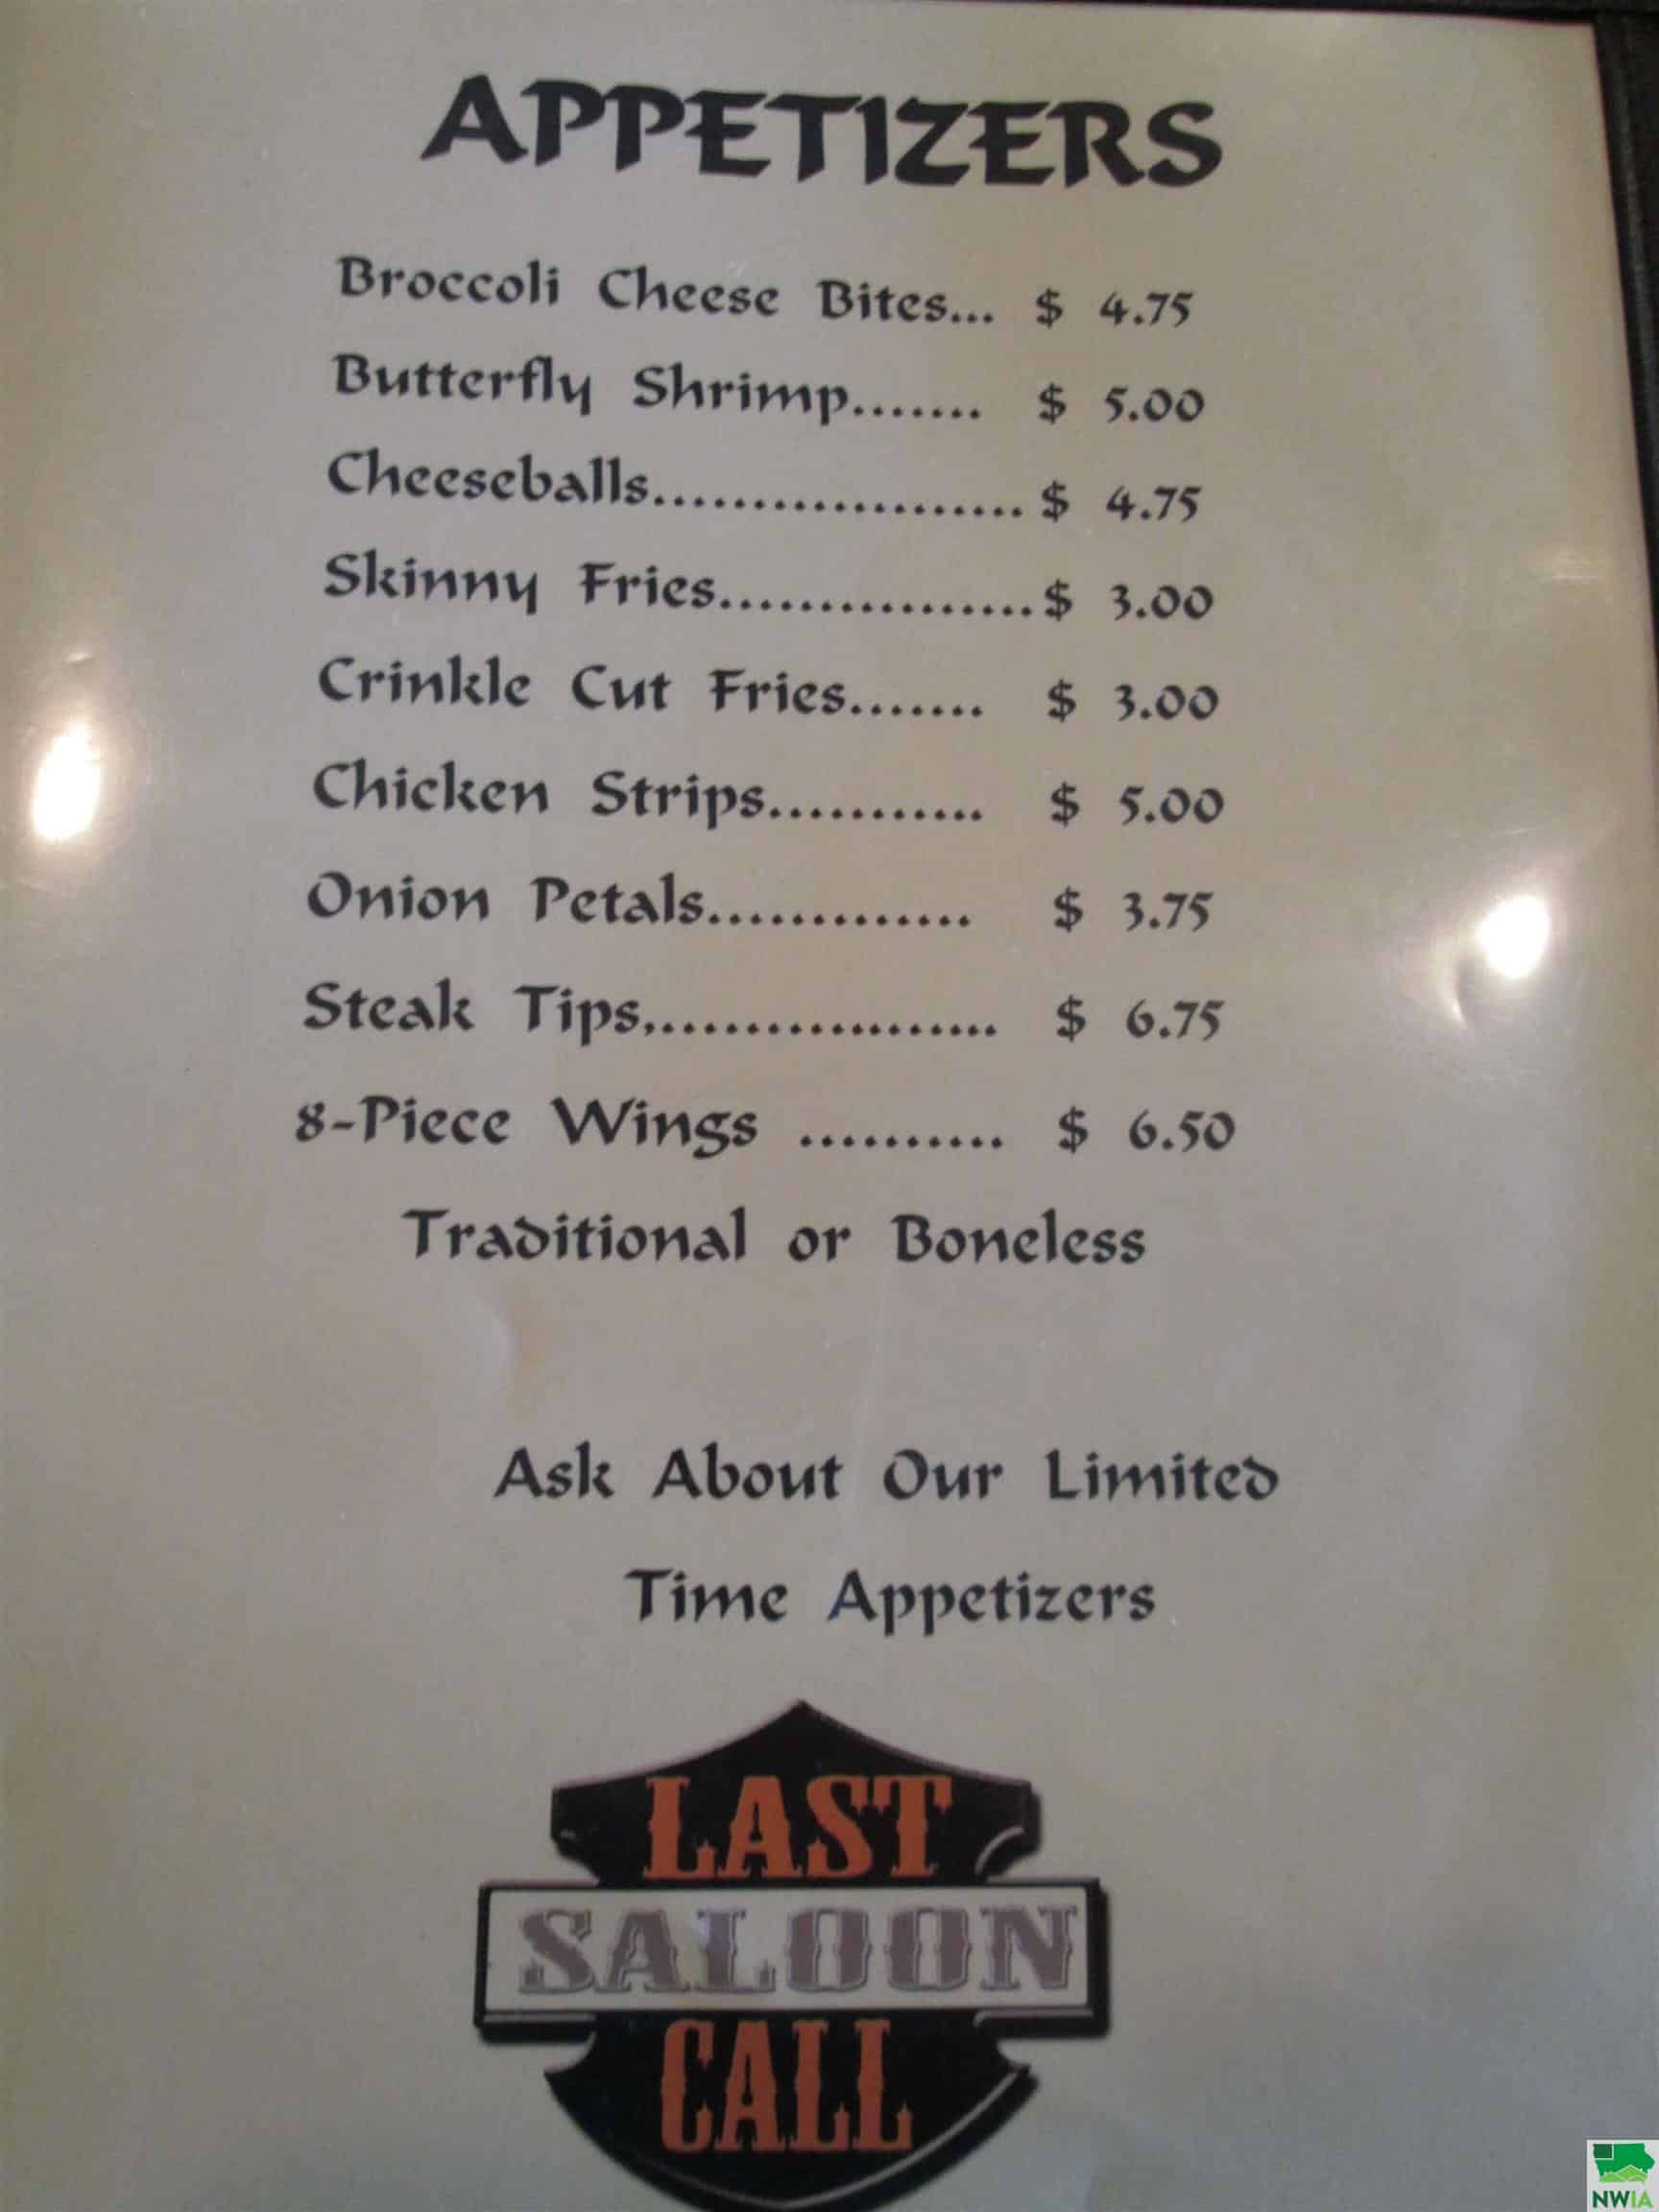 APPETIZERS
Broccoli Cheese Bites... $ 4.75
Butterfly Shrimp....... $ 5.00
Cheeseballs................... $ 4.75
Skinny Fries................ $ 3.00
Crinkle Cut Fries....... $ 3.00
Chicken Strips........... $ 5.00
Onion Petals............. $ 3.75
Steak Tips,................. $ 6.75
8-Piece Wings .......... $ 6.50
Traditional or Boneless
Ask About Our Limited
Time Appetizers
LAST
SALOON
CALL
NWIA